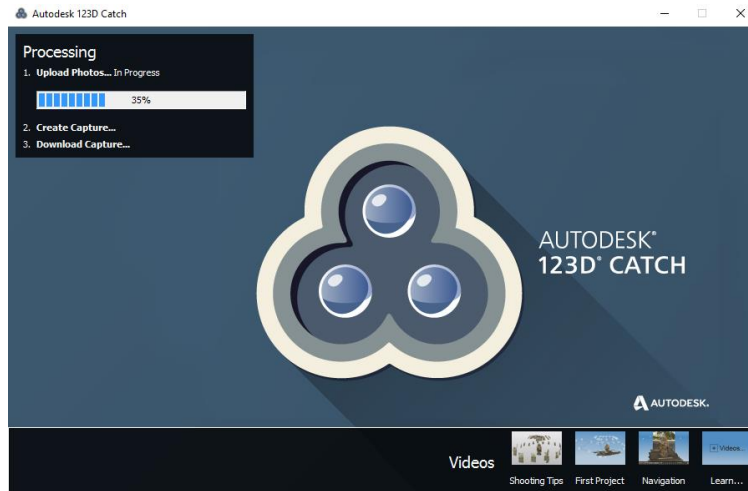 Autodesk 123D Catch
Processing
1. Upload Photos... In Progress
35%
2. Create Capture...
3. Download Capture...
AUTODESK®
123D® CATCH
AUTODESK.
Videos
Videos...
Shooting Tips
First Project
Navigation
Learn...